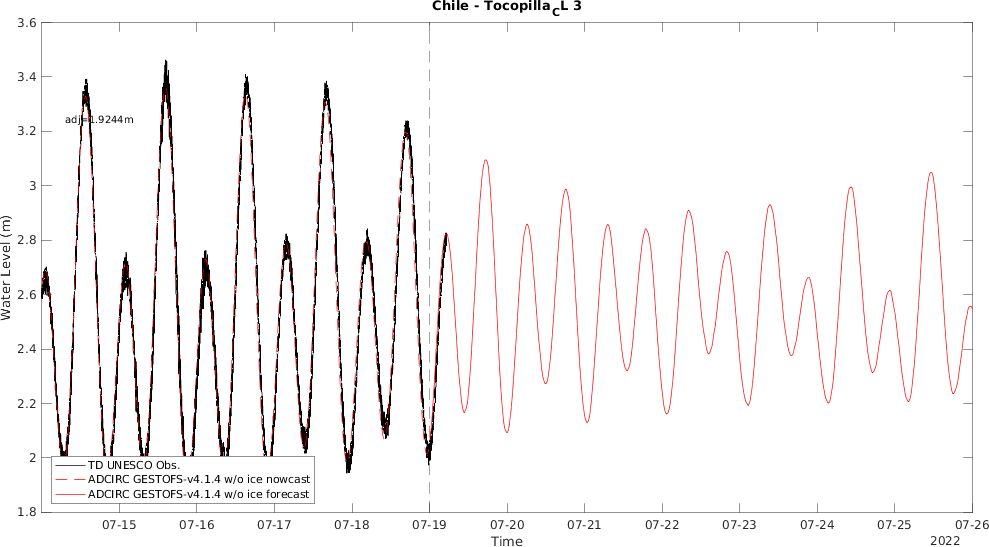 Chile - TocopillaCL 3
3.6
3.4
3.2
3
2.8
2.6
2.4
2.2
2
1.8
Water Level (m)
adj=1.9244m
TD UNESCO Obs.
ADCIRC GESTOFS-v4.1.4 w/o ice nowcast
ADCIRC GESTOFS-v4.1.4 w/o ice forecast
07-15 07-16 07-17 07-18 07-19 07-20 07-21 07-22 07-23 07-24 07-25 07-26
Time
2022